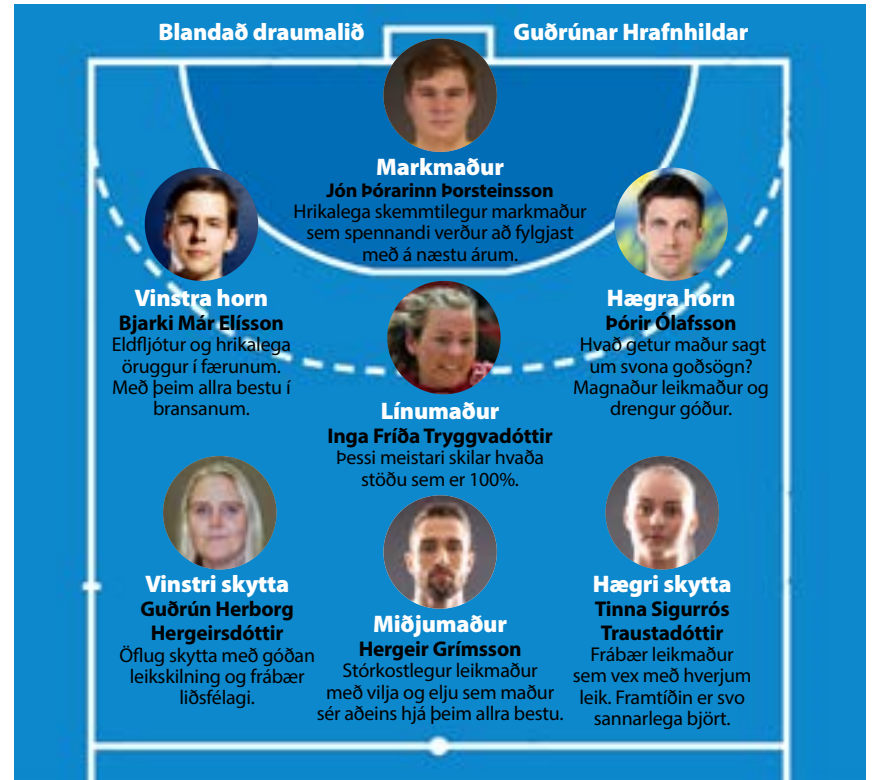 Blandað draumalið Guðrúnar Hrafnhildar
Markmaður
Jón Þórarinn Þorsteinsson
Hrikalega skemmtilegur markmaður
sem spennandi verður að fylgjast
með á næstu árum.
Vinstra horn
Bjarki Már Elísson
Eldfljótur og hrikalega
öruggur í færunum.
Með þeim allra bestu í
bransanum.
Hægra horn
Þórir Ólafsson
Hvað getur maður sagt
um svona goðsögn?
Magnaður leikmaður og
drengur góður.
Línumaður
Inga Fríða Tryggvadóttir
Þessi meistari skilar hvaða
stöðu sem er 100%.
Vinstri skytta
Guðrún Herborg
Hergeirsdóttir
Öflug skytta með góðan
leikskilning og frábær
liðsfélagi.
Miðjumaður
Hergeir Grímsson
Stórkostlegur leikmaður
með vilja og elju sem maður
sér aðeins hjá þeim allra bestu.
Hægri skytta
Tinna Sigurrós
Traustadóttir
Frábær leikmaður
sem vex með hverjum
leik. Framtíðin er svo
sannarlega björt.